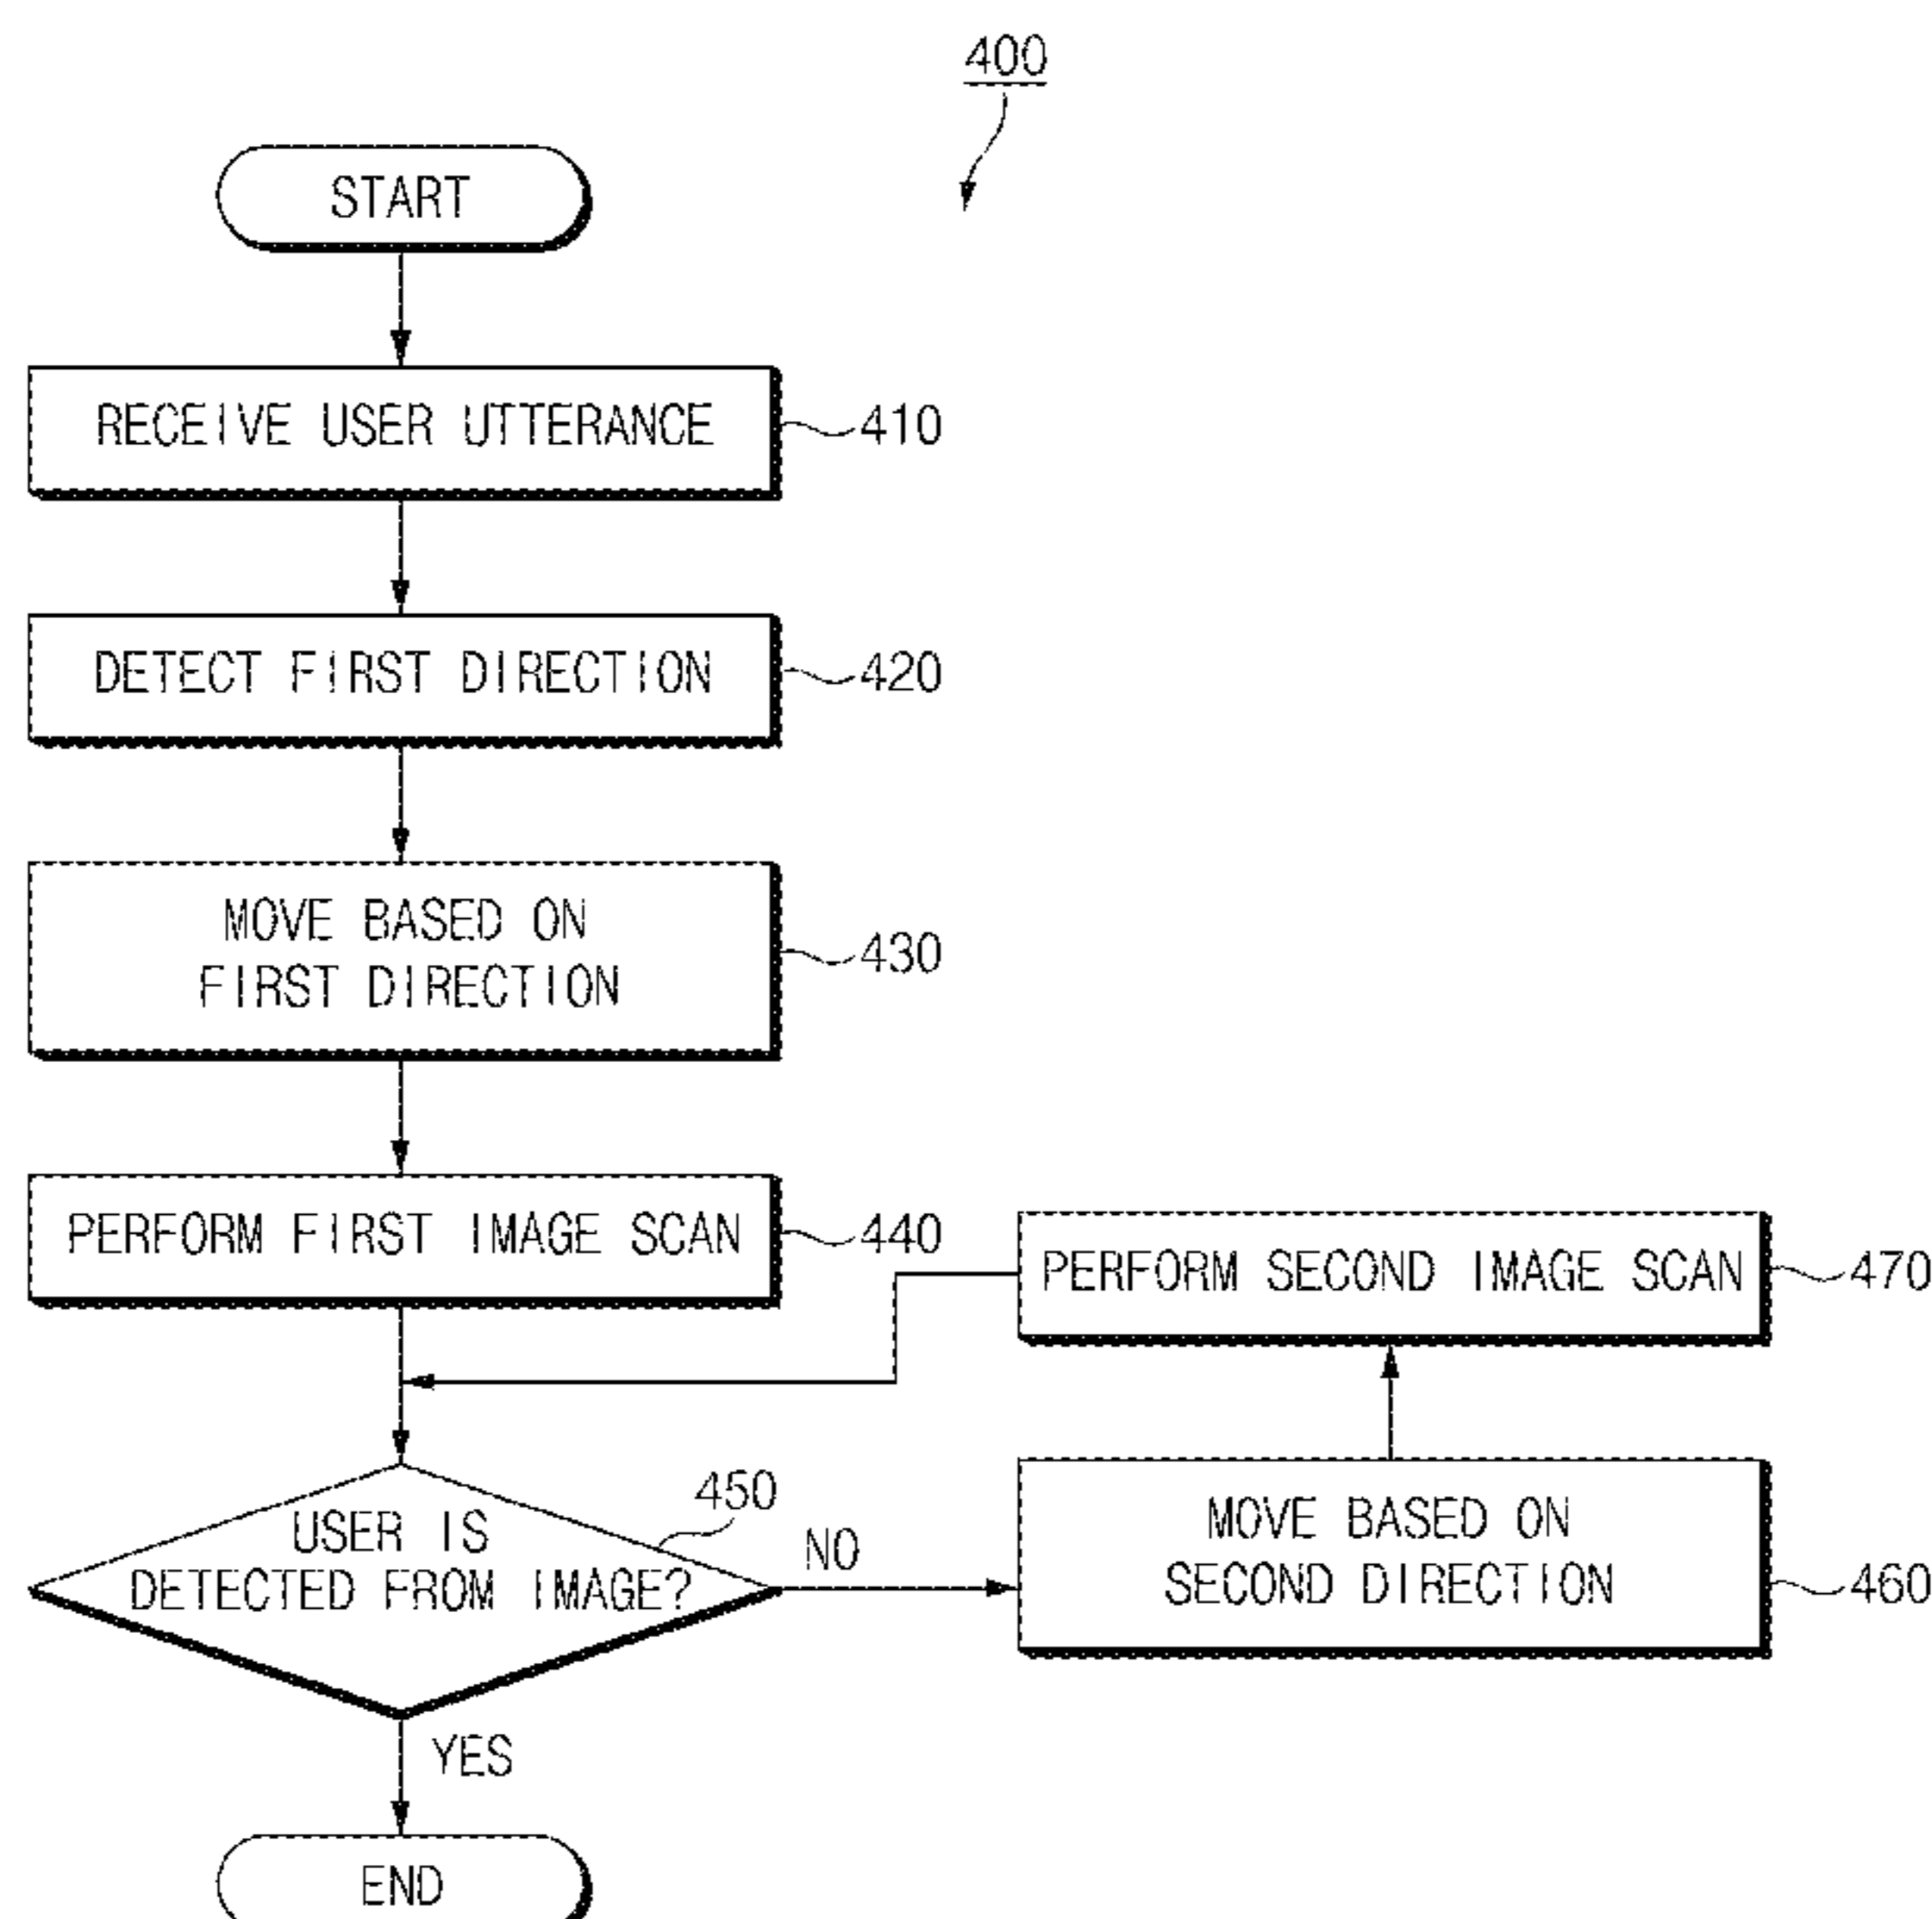 400
START
RECEIVE USER UTTERANCE
410
DETECT FIRST DIRECTION
420
MOVE BASED ON
FIRST DIRECTION
430
PERFORM FIRST IMAGE SCAN
440
PERFORM SECOND IMAGE SCAN
470
450
USER IS
DETECTED FROM IMAGE?
NO
MOVE BASED ON
SECOND DIRECTION
460
YES
END